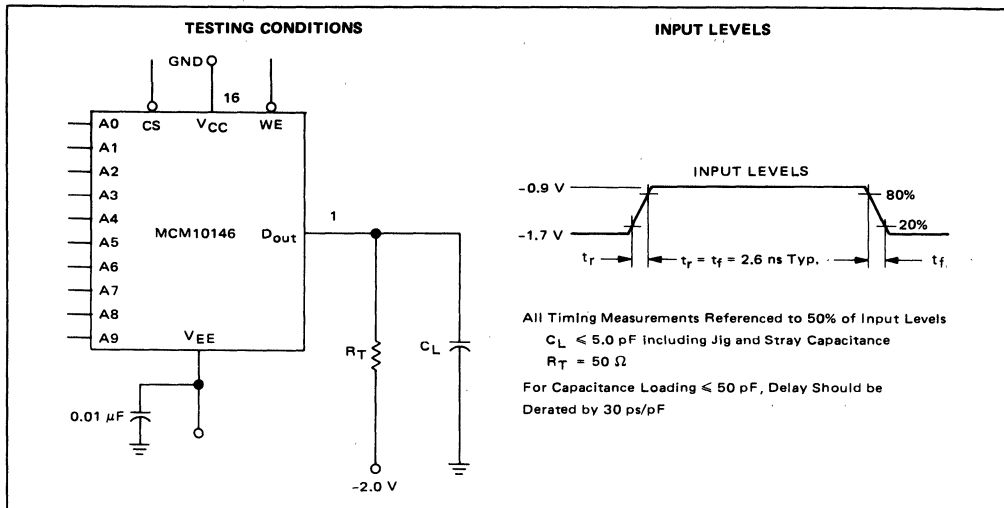 TESTING CONDITIONS
GND
16
CS
VCC
WE
A0
A1
A2
A3
A4
A5
A6
A7
A8
A9
MCM10146
Dout
1
VEE
0.01 µF
RT
CL
-2.0 V
INPUT LEVELS
INPUT LEVELS
-0.9 V
80%
-1.7 V
20%
tr
tr = tf = 2.6 ns Typ.
tf
All Timing Measurements Referenced to 50% of Input Levels
CL ≤ 5.0 pF including Jig and Stray Capacitance
RT = 50 Ω
For Capacitance Loading ≤ 50 pF, Delay Should be
Derated by 30 ps/pF